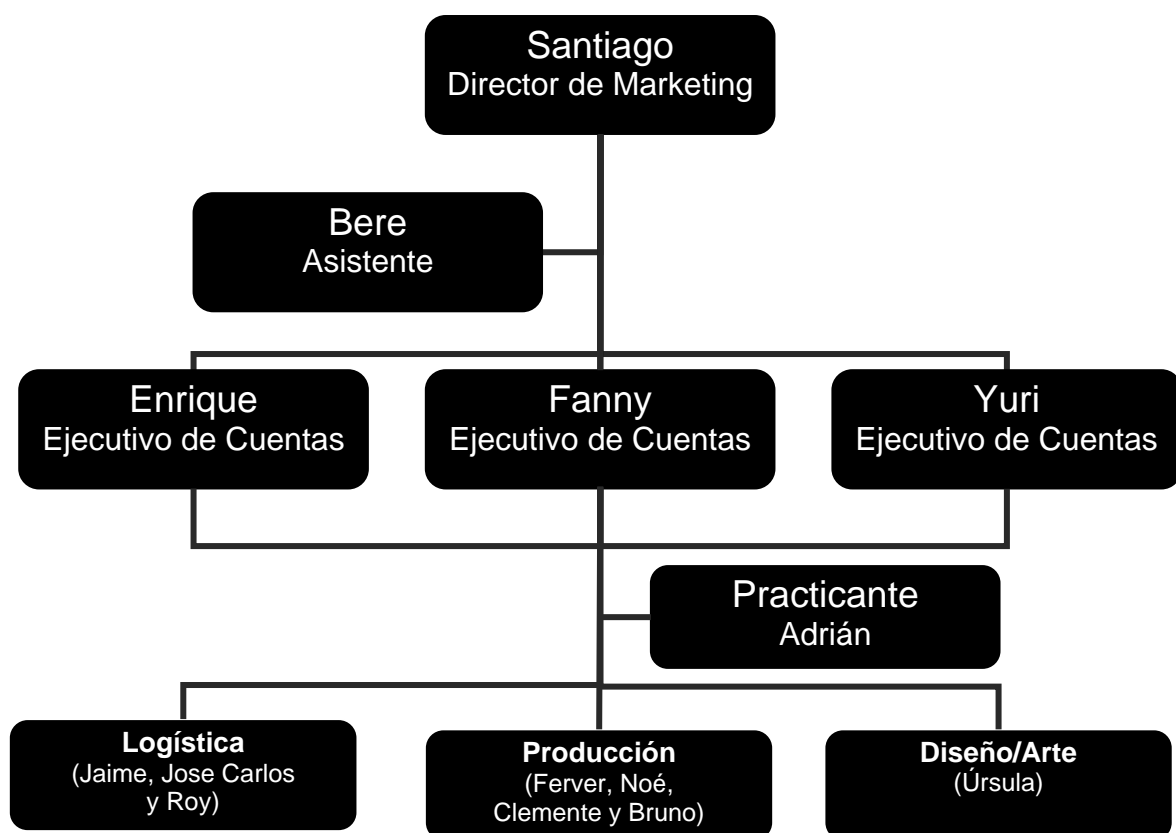 Santiago
Director de Marketing
Bere
Asistente
Enrique
Ejecutivo de Cuentas
Fanny
Ejecutivo de Cuentas
Yuri
Ejecutivo de Cuentas
Practicante
Adrián
Logística
(Jaime, Jose Carlos
y Roy)
Producción
(Ferver, Noé,
Clemente y Bruno)
Diseño/Arte
(Úrsula)